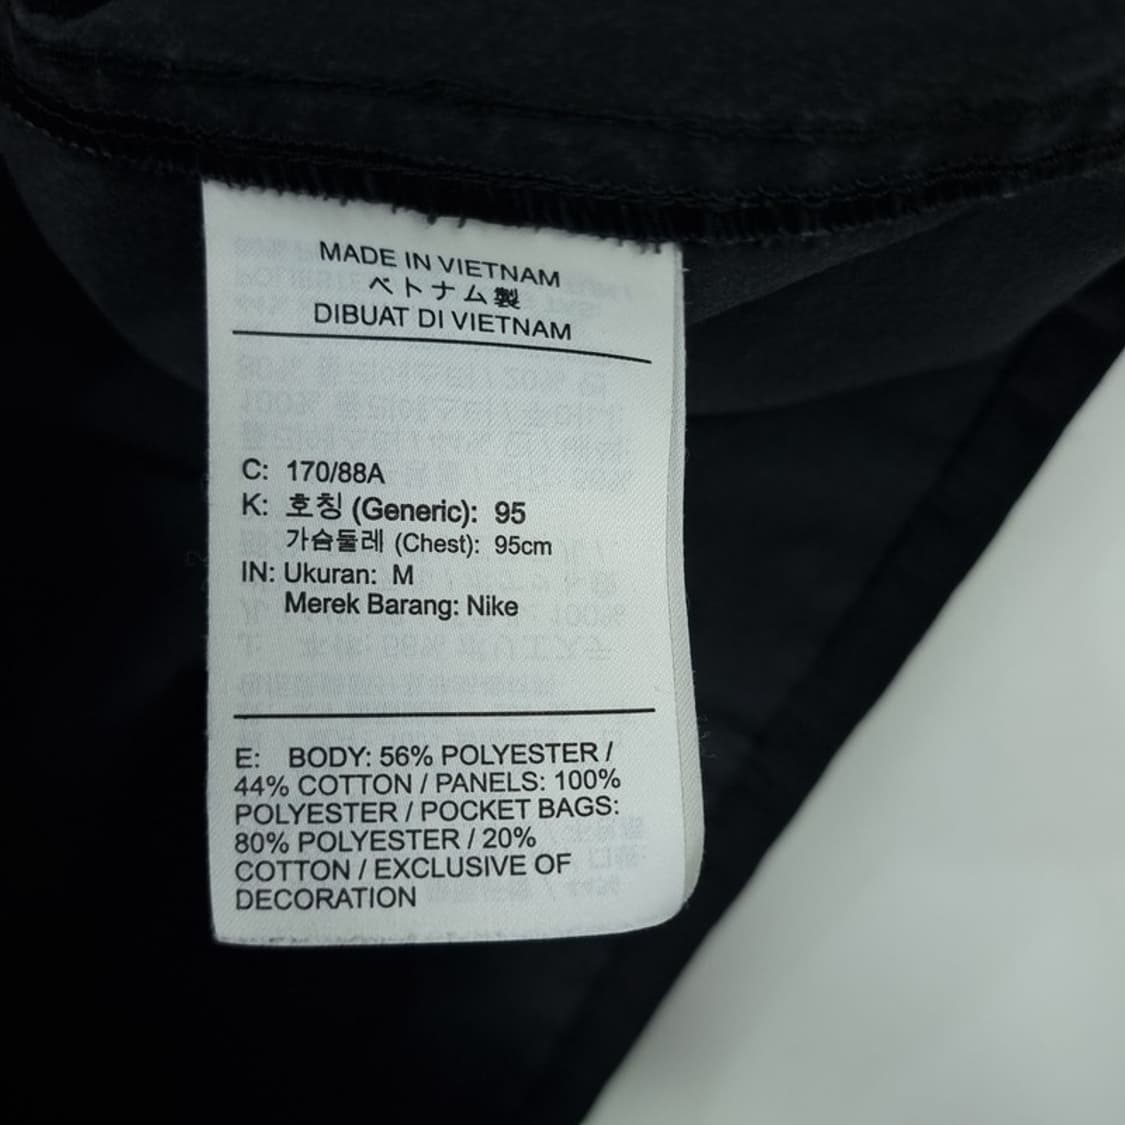 MADE IN VIETNAM
ベトナム製
DIBUAT DI VIETNAM
C: 170/88A
K: 호칭 (Generic): 95
가슴둘레 (Chest): 95cm
IN: Ukuran: M
Merek Barang: Nike
E: BODY: 56% POLYESTER /
44% COTTON / PANELS: 100%
POLYESTER / POCKET BAGS:
80% POLYESTER / 20%
COTTON / EXCLUSIVE OF
DECORATION